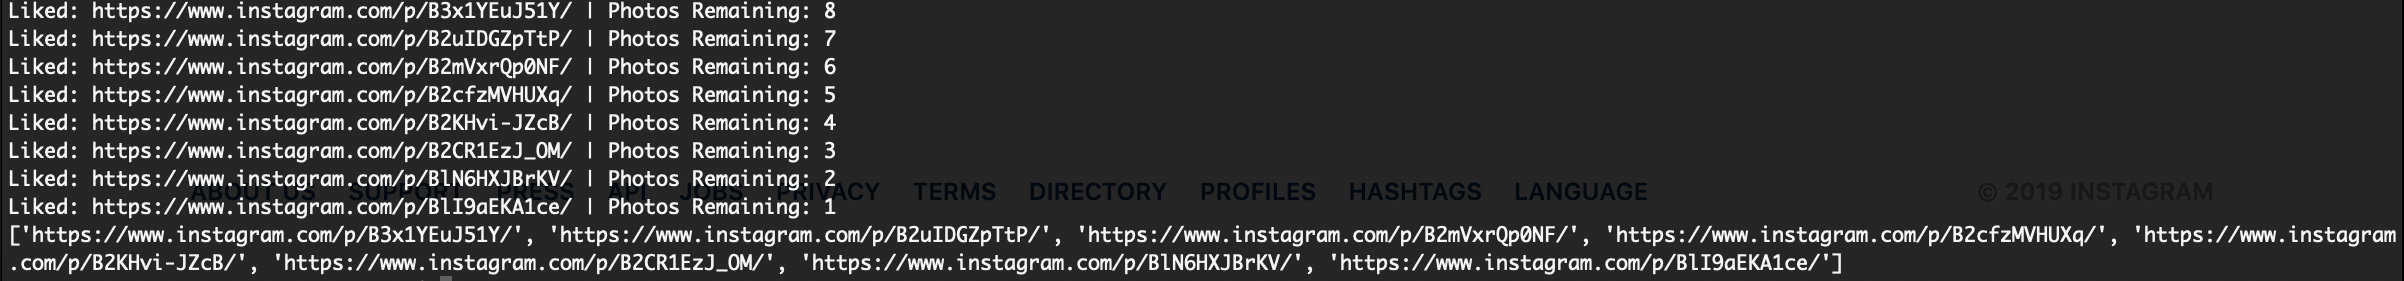 Liked: https://www.instagram.com/p/B3x1YEuJ51Y/ | Photos Remaining: 8
Liked: https://www.instagram.com/p/B2uIDGZpTtP/ | Photos Remaining: 7
Liked: https://www.instagram.com/p/B2mVxrQp0NF/ | Photos Remaining: 6
Liked: https://www.instagram.com/p/B2cfzMVHUXq/ | Photos Remaining: 5
Liked: https://www.instagram.com/p/B2KHvi-JZcB/ | Photos Remaining: 4
Liked: https://www.instagram.com/p/B2CR1EzJ_OM/ | Photos Remaining: 3
Liked: https://www.instagram.com/p/BlN6HXJBrKV/ | Photos Remaining: 2
ABOUT US SUPPORT PRESS API JOBS PRIVACY TERMS DIRECTORY PROFILES HASHTAGS LANGUAGE © 2019 INSTAGRAM
Liked: https://www.instagram.com/p/BlI9aEKA1ce/ | Photos Remaining: 1
['https://www.instagram.com/p/B3x1YEuJ51Y/', 'https://www.instagram.com/p/B2uIDGZpTtP/', 'https://www.instagram.com/p/B2mVxrQp0NF/', 'https://www.instagram.com/p/B2cfzMVHUXq/', 'https://www.instagram
.com/p/B2KHvi-JZcB/', 'https://www.instagram.com/p/B2CR1EzJ_OM/', 'https://www.instagram.com/p/BlN6HXJBrKV/', 'https://www.instagram.com/p/BlI9aEKA1ce/']